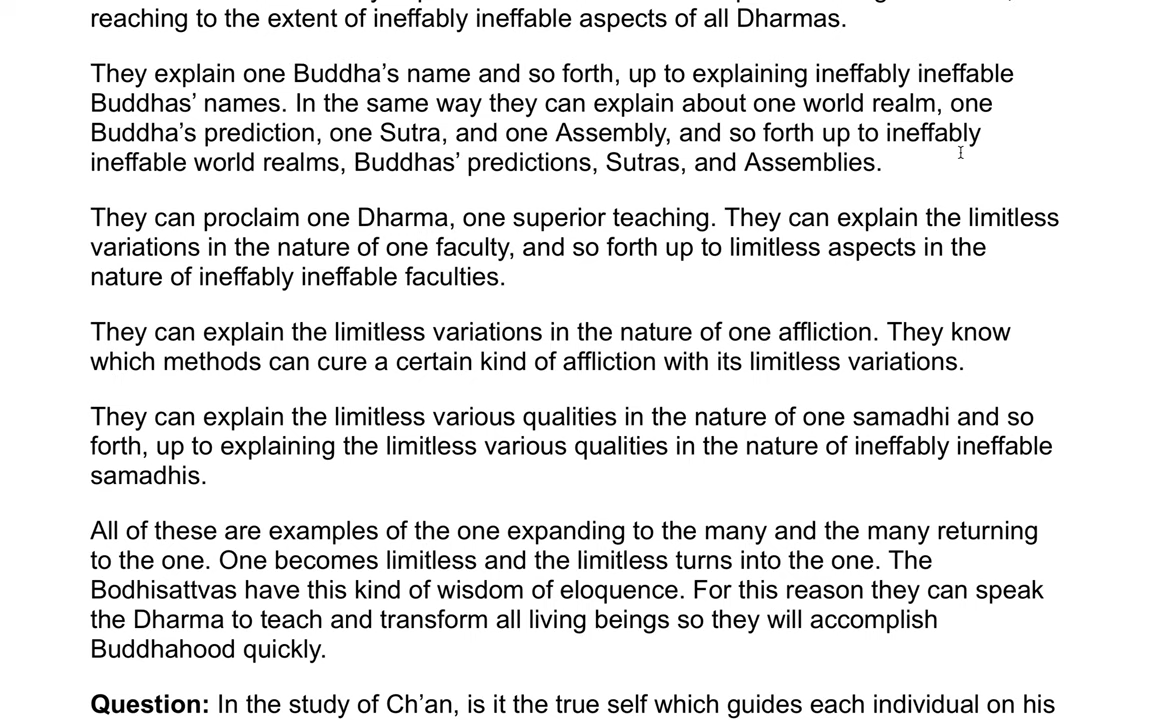 reaching to the extent of ineffably ineffable aspects of all Dharmas.
They explain one Buddha’s name and so forth, up to explaining ineffably ineffable
Buddhas’ names. In the same way they can explain about one world realm, one
Buddha’s prediction, one Sutra, and one Assembly, and so forth up to ineffably
ineffable world realms, Buddhas’ predictions, Sutras, and Assemblies.
They can proclaim one Dharma, one superior teaching. They can explain the limitless
variations in the nature of one faculty, and so forth up to limitless aspects in the
nature of ineffably ineffable faculties.
They can explain the limitless variations in the nature of one affliction. They know
which methods can cure a certain kind of affliction with its limitless variations.
They can explain the limitless various qualities in the nature of one samadhi and so
forth, up to explaining the limitless various qualities in the nature of ineffably ineffable
samadhis.
All of these are examples of the one expanding to the many and the many returning
to the one. One becomes limitless and the limitless turns into the one. The
Bodhisattvas have this kind of wisdom of eloquence. For this reason they can speak
the Dharma to teach and transform all living beings so they will accomplish
Buddhahood quickly.
Question: In the study of Ch’an, is it the true self which guides each individual on his